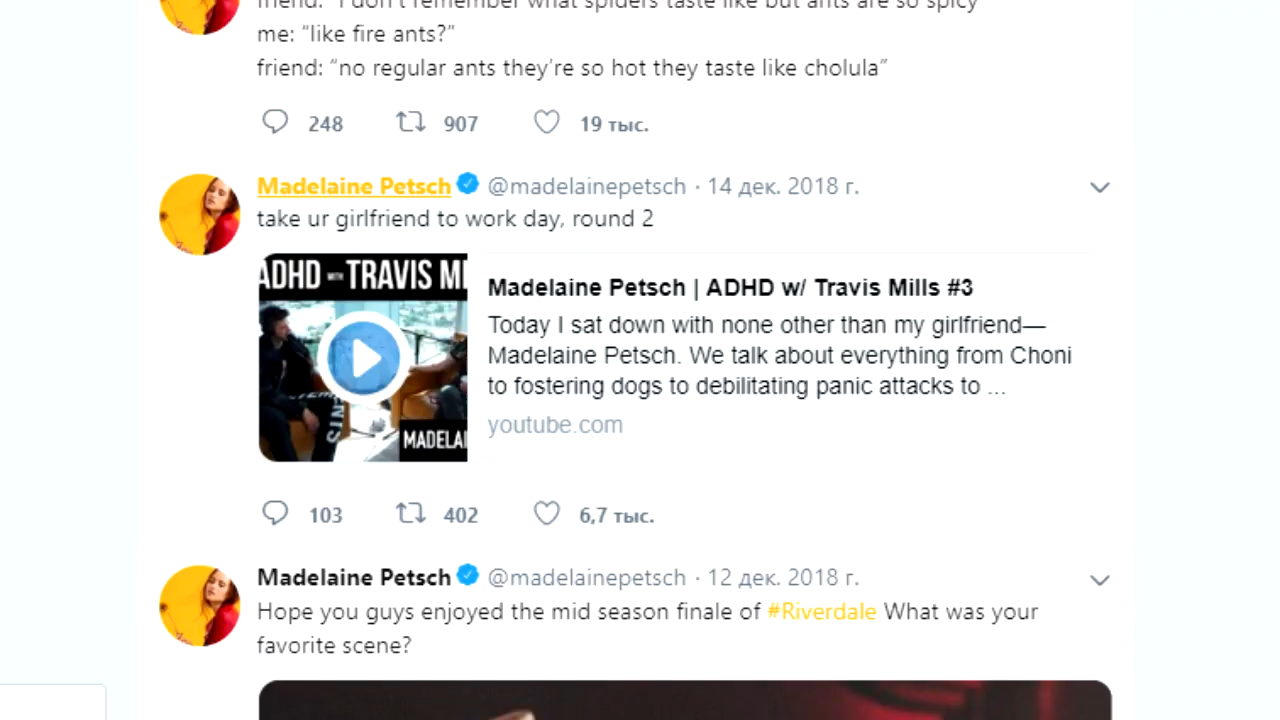 friend: “I don’t remember what spiders taste like but ants are so spicy
me: “like fire ants?”
friend: “no regular ants they’re so hot they taste like cholula”
248 907 19 тыс.
Madelaine Petsch @madelainepetsch · 14 дек. 2018 г.
take ur girlfriend to work day, round 2
ADHD WITH TRAVIS MI
MADELAI
Madelaine Petsch | ADHD w/ Travis Mills #3
Today I sat down with none other than my girlfriend—
Madelaine Petsch. We talk about everything from Choni
to fostering dogs to debilitating panic attacks to ...
youtube.com
103 402 6,7 тыс.
Madelaine Petsch @madelainepetsch · 12 дек. 2018 г.
Hope you guys enjoyed the mid season finale of #Riverdale What was your
favorite scene?